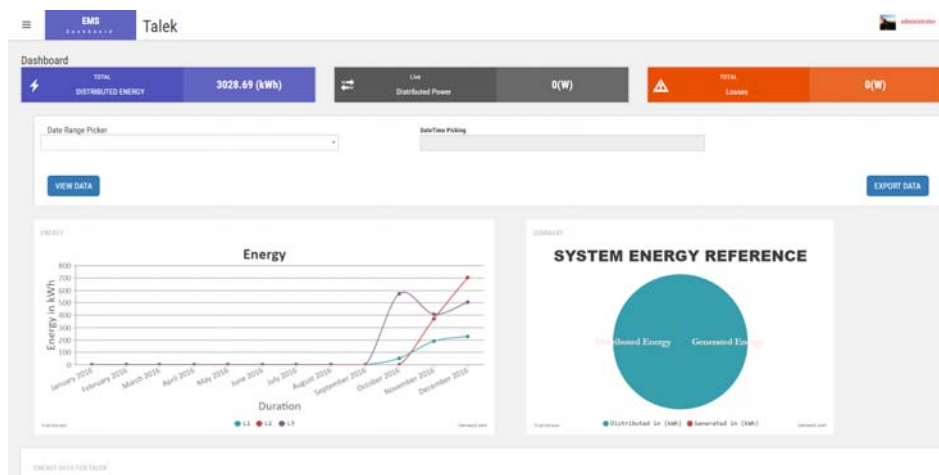 EMS
Dashboard
Talek
administrator
Dashboard
TOTAL
DISTRIBUTED ENERGY
3028.69 (kWh)
Live
Distributed Power
0(W)
TOTAL
Losses
0(W)
Date Range Picker
DateTime Picking
VIEW DATA
EXPORT DATA
ENERGY
Energy
Energy in kWh
800
700
600
500
400
300
200
100
0
January 2016
February 2016
March 2016
April 2016
May 2016
June 2016
July 2016
August 2016
September 2016
October 2016
November 2016
December 2016
Duration
L1 L2 L3
SUMMARY
SYSTEM ENERGY REFERENCE
Distributed Energy Generated Energy
Distributed in (kWh) Generated in (kWh)
ENERGY DATA FOR TALEK